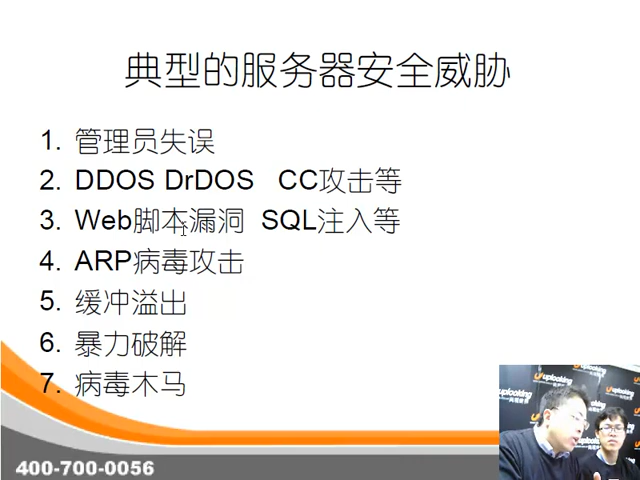 典型的服务器安全威胁
1. 管理员失误
2. DDOS DrDOS CC攻击等
3. Web脚本漏洞 SQL注入等
4. ARP病毒攻击
5. 缓冲溢出
6. 暴力破解
7. 病毒木马
400-700-0056
uplooking
uplooking